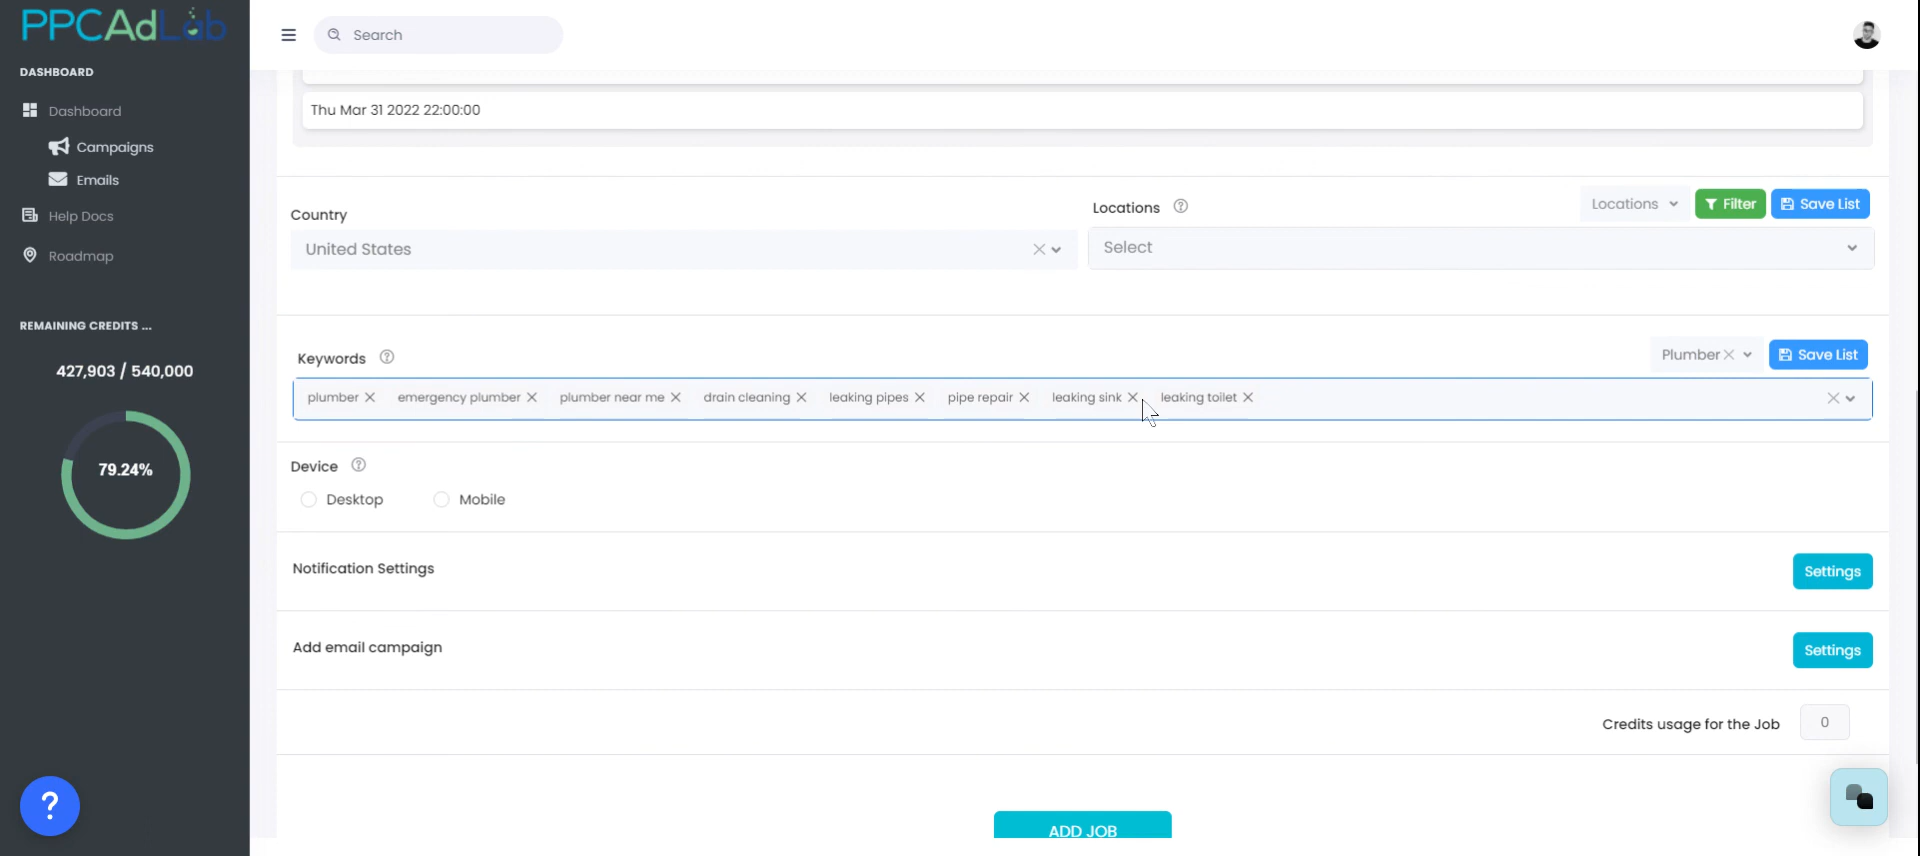 PPCAdLab
Search
DASHBOARD
Dashboard
Campaigns
Emails
Help Docs
Roadmap
REMAINING CREDITS ...
427,903 / 540,000
79.24%
?
Thu Mar 31 2022 22:00:00
Country
United States
Locations ?
Locations
Filter
Save List
Select
Keywords ?
Plumber
Save List
plumber emergency plumber plumber near me drain cleaning leaking pipes pipe repair leaking sink leaking toilet
Device ?
Desktop Mobile
Notification Settings
Settings
Add email campaign
Settings
Credits usage for the Job 0
ADD JOB